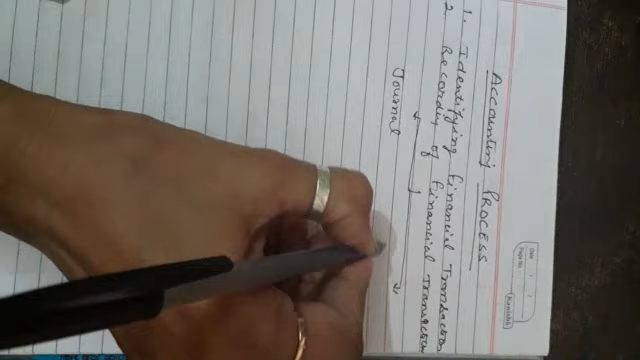 Accounting PROCESS
1. Identifying Financial Transaction
2. Recording of Financial Transaction
Journal